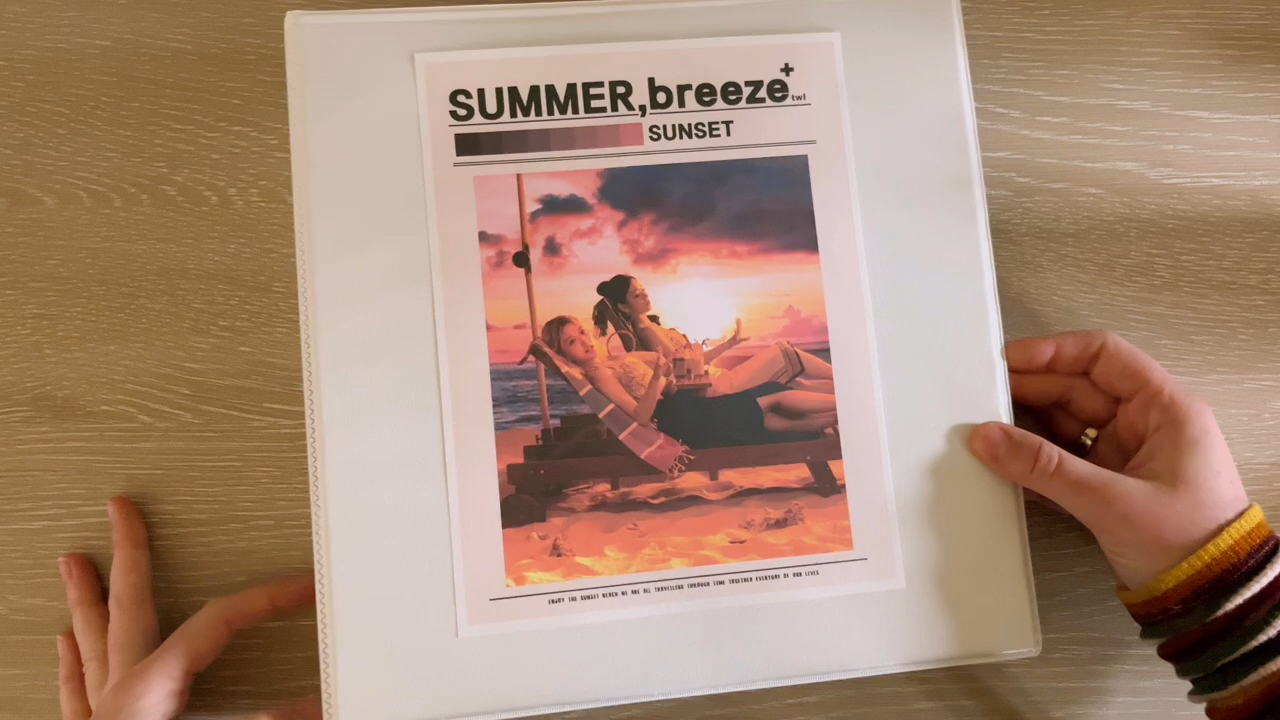 SUMMER,breeze+
twl
SUNSET
ENJOY THE SUNSET BEACH WE ARE ALL TRAVELLING THROUGH TIME TOGETHER EVERYDAY OF OUR LIVES